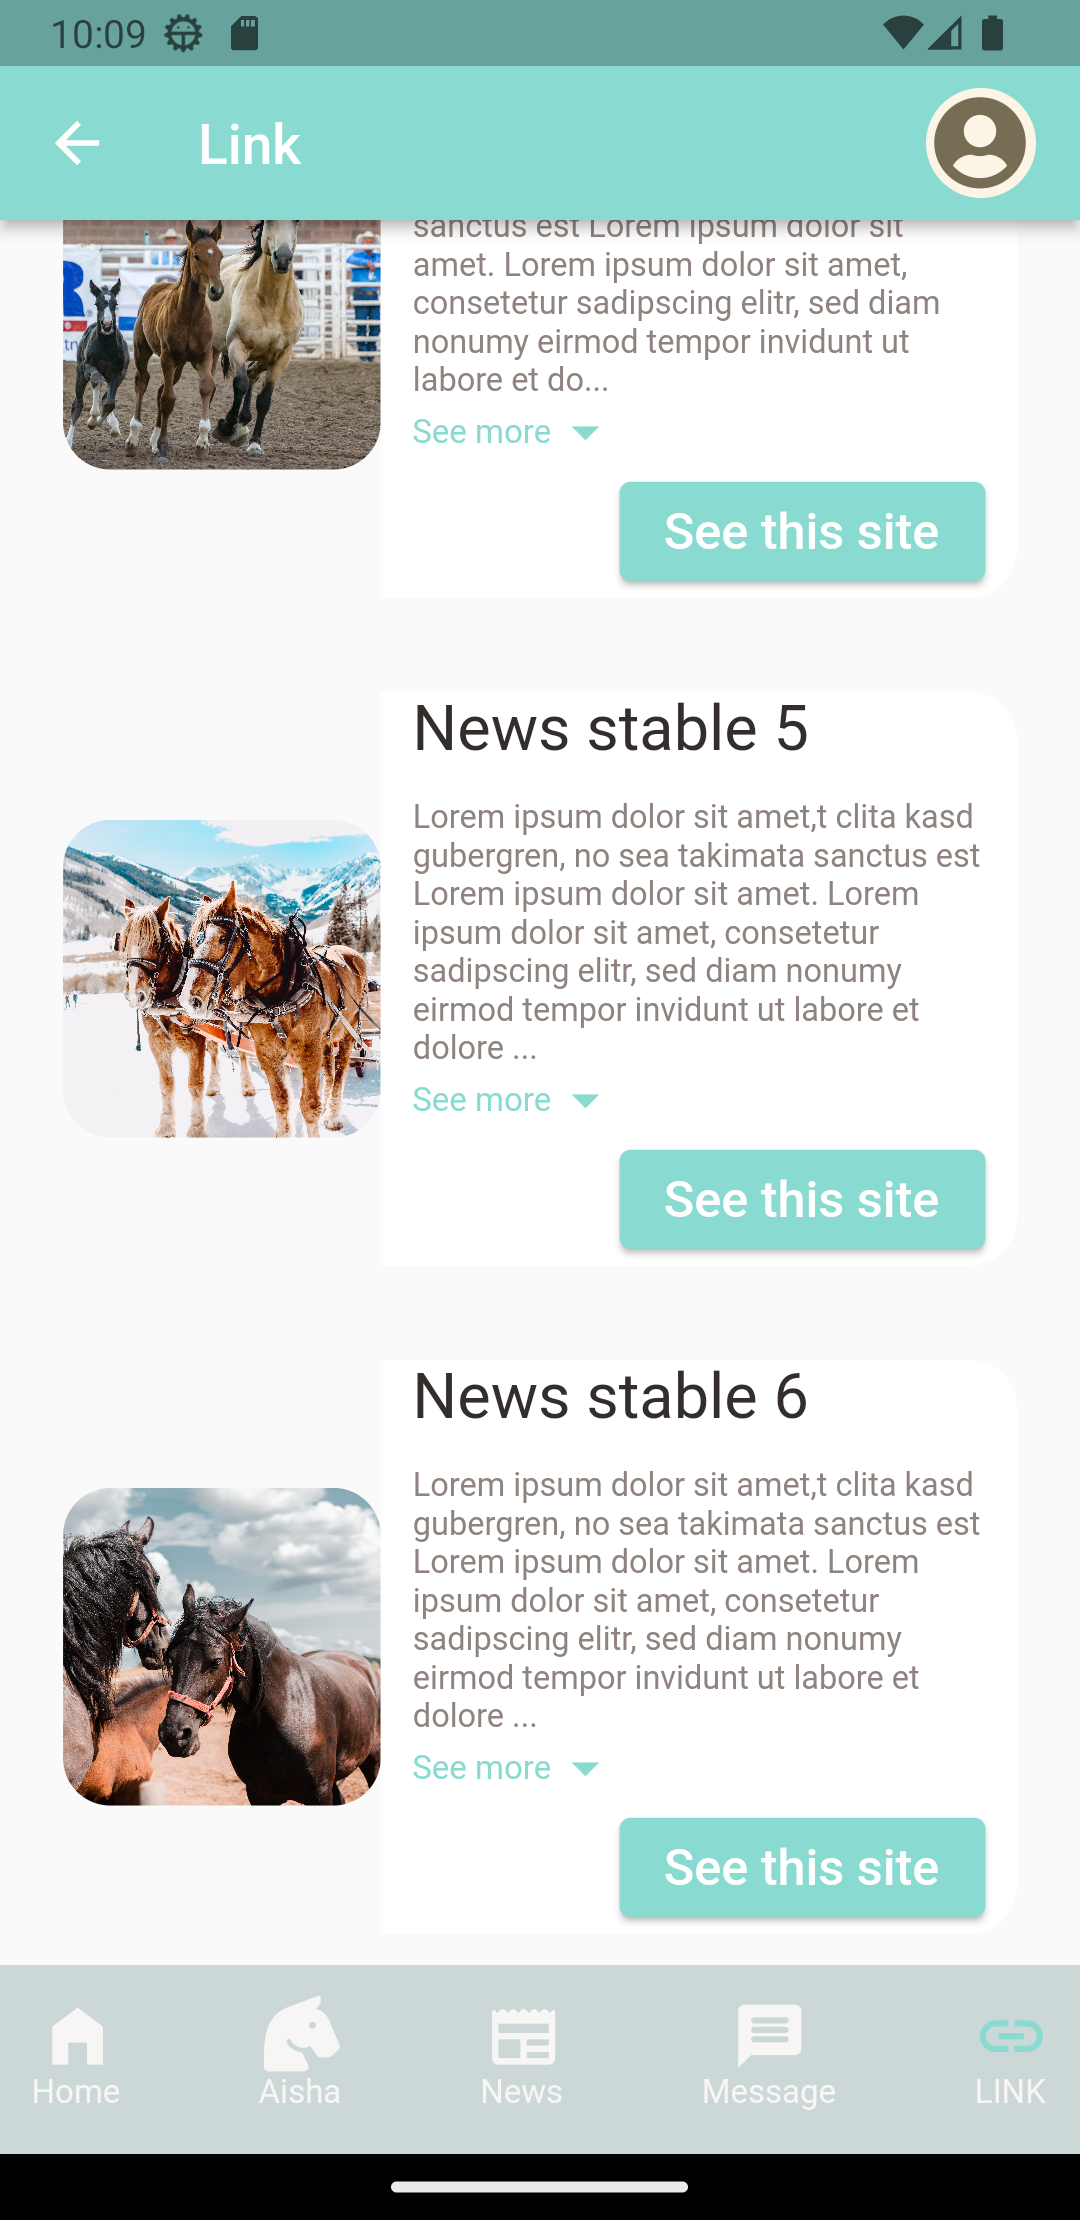 10:09
Link
sanctus est Lorem ipsum dolor sit
amet. Lorem ipsum dolor sit amet,
consetetur sadipscing elitr, sed diam
nonumy eirmod tempor invidunt ut
labore et do...
See more
See this site
News stable 5
Lorem ipsum dolor sit amet,t clita kasd
gubergren, no sea takimata sanctus est
Lorem ipsum dolor sit amet. Lorem
ipsum dolor sit amet, consetetur
sadipscing elitr, sed diam nonumy
eirmod tempor invidunt ut labore et
dolore ...
See more
See this site
News stable 6
Lorem ipsum dolor sit amet,t clita kasd
gubergren, no sea takimata sanctus est
Lorem ipsum dolor sit amet. Lorem
ipsum dolor sit amet, consetetur
sadipscing elitr, sed diam nonumy
eirmod tempor invidunt ut labore et
dolore ...
See more
See this site
Home
Aisha
News
Message
LINK